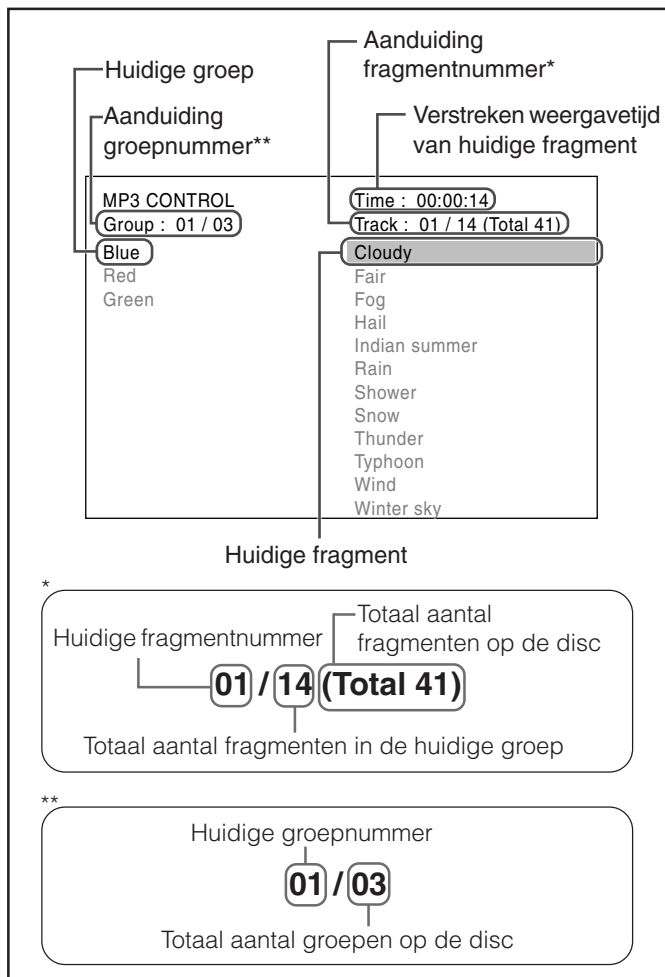 Huidige groep
Aanduiding
groepnummer**
Aanduiding
fragmentnummer*
Verstreken weergavetijd
van huidige fragment
MP3 CONTROL
Group : 01 / 03
Blue
Red
Green
Time : 00:00:14
Track : 01 / 14 (Total 41)
Cloudy
Fair
Fog
Hail
Indian summer
Rain
Shower
Snow
Thunder
Typhoon
Wind
Winter sky
Huidige fragment
*
Huidige fragmentnummer
Totaal aantal
fragmenten op de disc
01 / 14 (Total 41)
Totaal aantal fragmenten in de huidige groep
**
Huidige groepnummer
01 / 03
Totaal aantal groepen op de disc